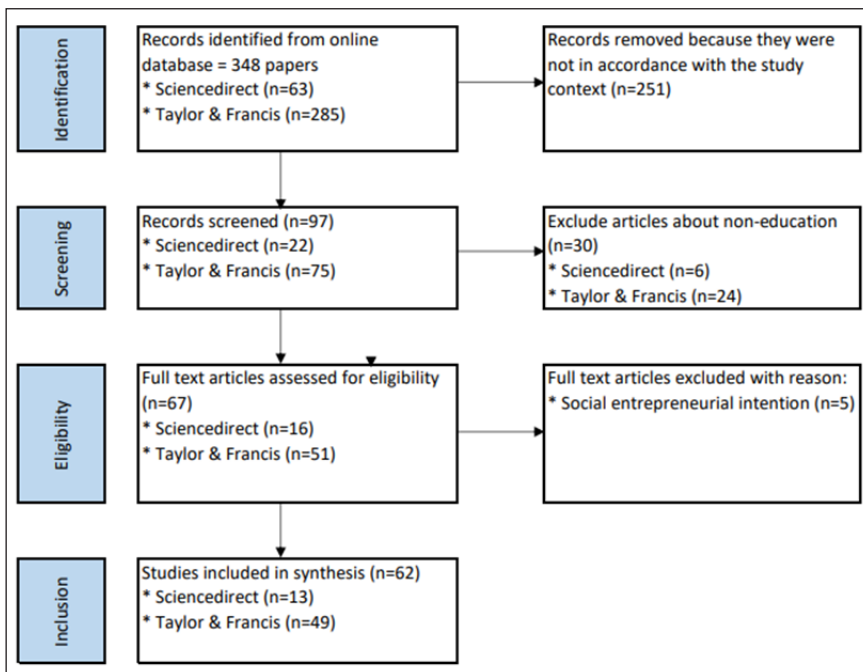 Identification
Records identified from online
database = 348 papers
* Sciencedirect (n=63)
* Taylor & Francis (n=285)
Records removed because they were
not in accordance with the study
context (n=251)
Screening
Records screened (n=97)
* Sciencedirect (n=22)
* Taylor & Francis (n=75)
Exclude articles about non-education
(n=30)
* Sciencedirect (n=6)
* Taylor & Francis (n=24)
Eligibility
Full text articles assessed for eligibility
(n=67)
* Sciencedirect (n=16)
* Taylor & Francis (n=51)
Full text articles excluded with reason:
* Social entrepreneurial intention (n=5)
Inclusion
Studies included in synthesis (n=62)
* Sciencedirect (n=13)
* Taylor & Francis (n=49)